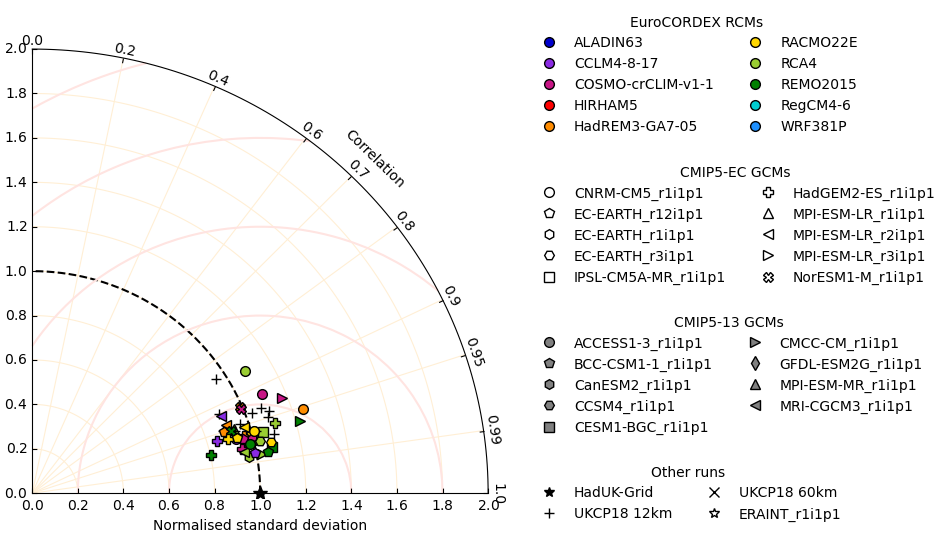 0.0
0.2
0.4
0.6
0.7
0.8
0.9
0.95
0.99
1.0
Correlation
2.0
1.8
1.6
1.4
1.2
1.0
0.8
0.6
0.4
0.2
0.0
0.0 0.2 0.4 0.6 0.8 1.0 1.2 1.4 1.6 1.8 2.0
Normalised standard deviation
EuroCORDEX RCMs
ALADIN63
CCLM4-8-17
COSMO-crCLIM-v1-1
HIRHAM5
HadREM3-GA7-05
RACMO22E
RCA4
REMO2015
RegCM4-6
WRF381P
CMIP5-EC GCMs
CNRM-CM5_r1i1p1
EC-EARTH_r12i1p1
EC-EARTH_r1i1p1
EC-EARTH_r3i1p1
IPSL-CM5A-MR_r1i1p1
HadGEM2-ES_r1i1p1
MPI-ESM-LR_r1i1p1
MPI-ESM-LR_r2i1p1
MPI-ESM-LR_r3i1p1
NorESM1-M_r1i1p1
CMIP5-13 GCMs
ACCESS1-3_r1i1p1
BCC-CSM1-1_r1i1p1
CanESM2_r1i1p1
CCSM4_r1i1p1
CESM1-BGC_r1i1p1
CMCC-CM_r1i1p1
GFDL-ESM2G_r1i1p1
MPI-ESM-MR_r1i1p1
MRI-CGCM3_r1i1p1
Other runs
HadUK-Grid
UKCP18 12km
UKCP18 60km
ERAINT_r1i1p1